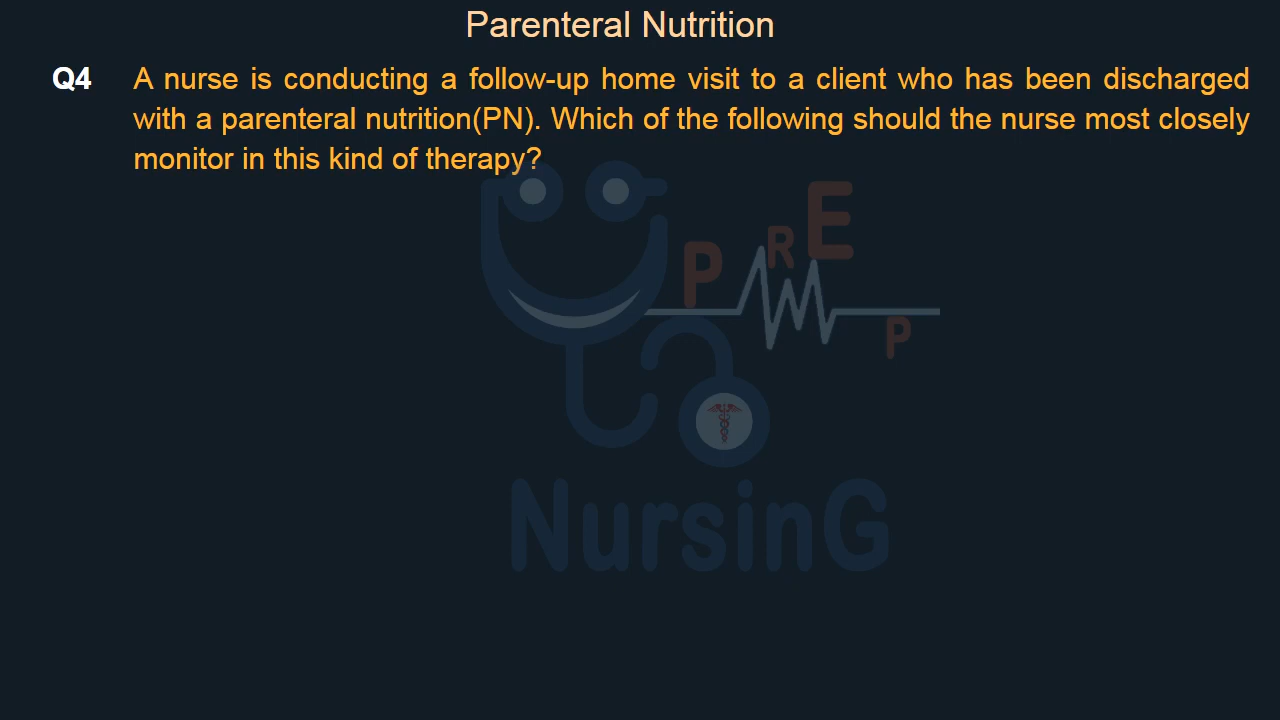 Parenteral Nutrition
Q4 A nurse is conducting a follow-up home visit to a client who has been discharged
with a parenteral nutrition(PN). Which of the following should the nurse most closely
monitor in this kind of therapy?
P R E P
NursinG